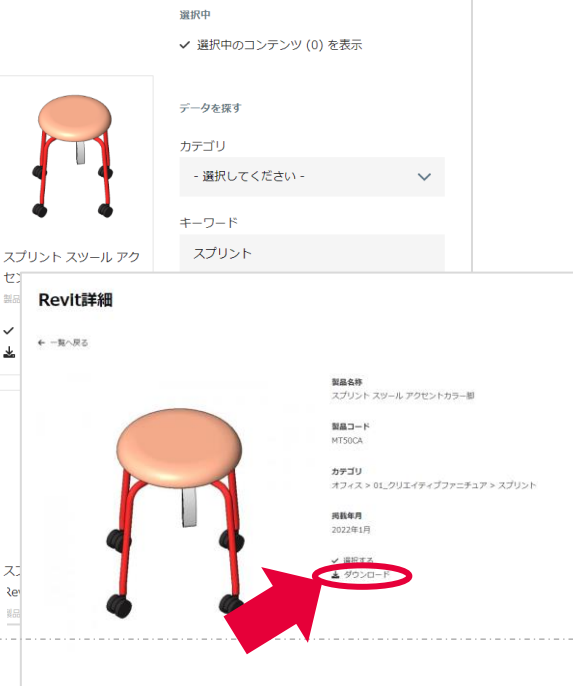 選択中
選択中のコンテンツ (0) を表示
データを探す
カテゴリ
- 選択してください -
キーワード
スプリント
スプリント スツール アク
Revit詳細
一覧へ戻る
製品名称
スプリント スツール アクセントカラー脚
製品コード
MT50CA
カテゴリ
オフィス > 01_クリエイティブファニチュア > スプリント
掲載年月
2022年1月
選択する
ダウンロード